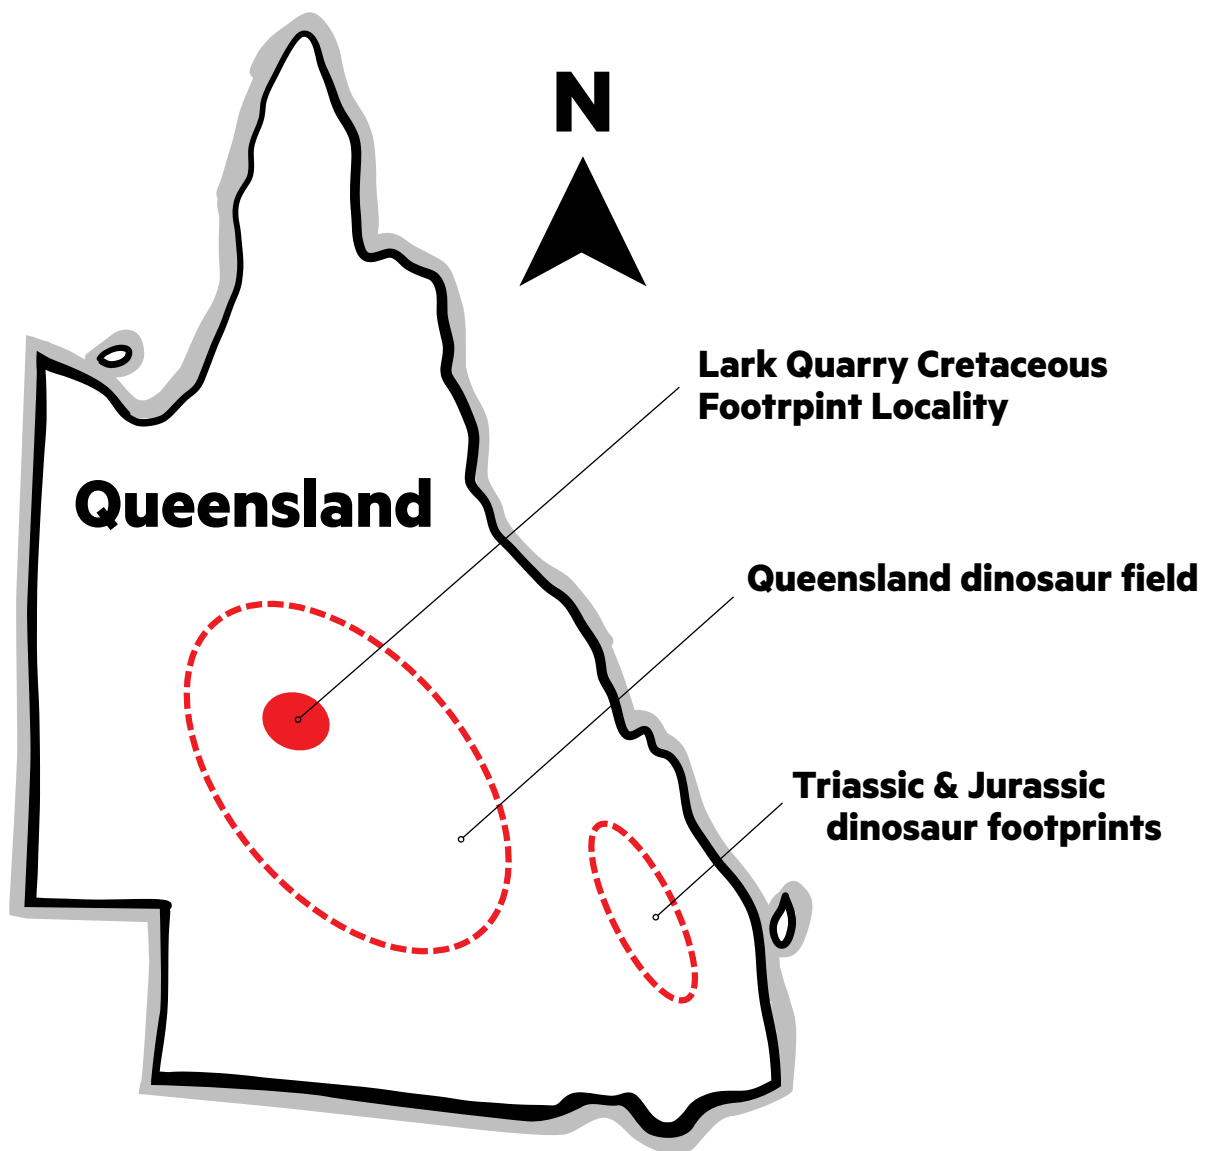 N
Lark Quarry Cretaceous
Footrpint Locality
Queensland
Queensland dinosaur field
Triassic & Jurassic
dinosaur footprints